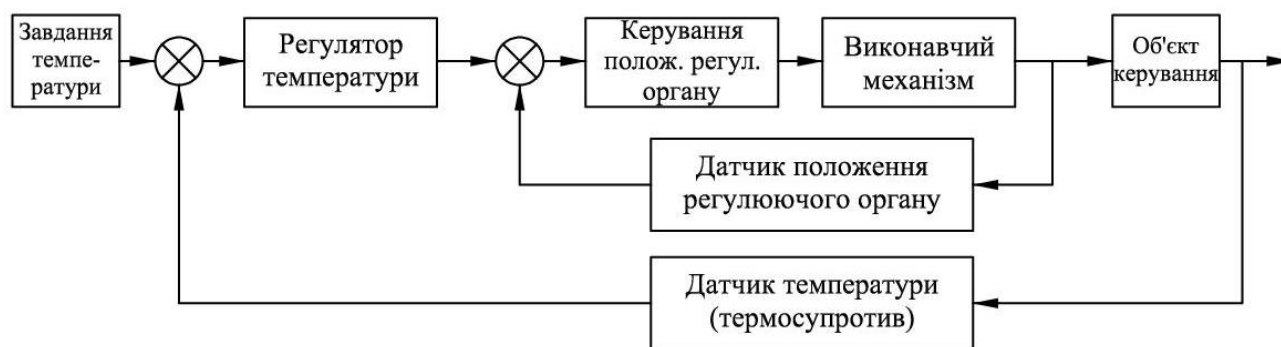 Завдання
темпе-
ратури
Регулятор
температури
Керування
полож. регул.
органу
Виконавчий
механізм
Об'єкт
керування
Датчик положення
регулюючого органу
Датчик температури
(термосупротив)